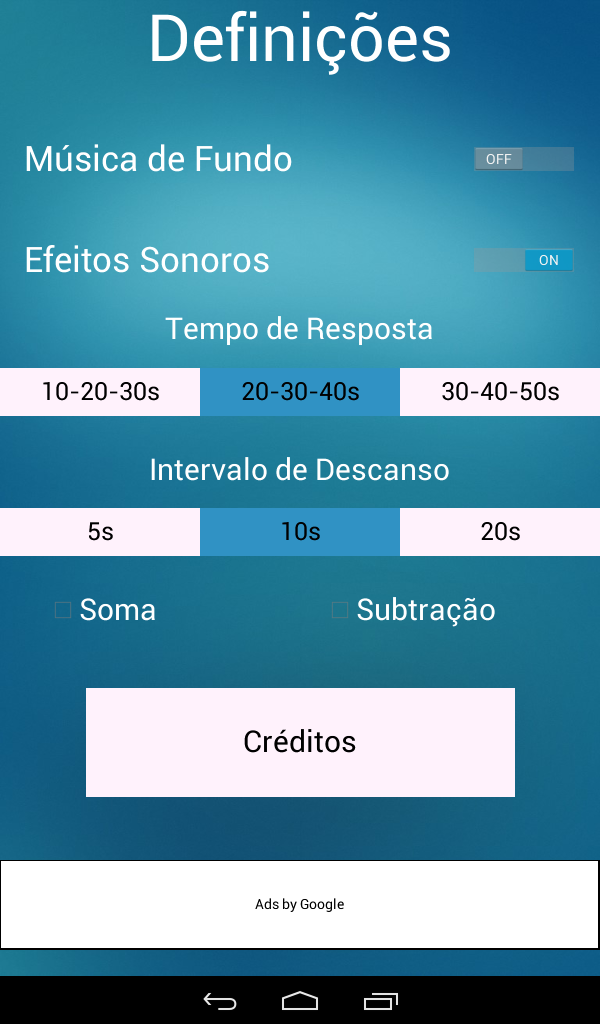 Definições
Música de Fundo
OFF
Efeitos Sonoros
ON
Tempo de Resposta
10-20-30s 20-30-40s 30-40-50s
Intervalo de Descanso
5s 10s 20s
Soma Subtração
Créditos
Ads by Google